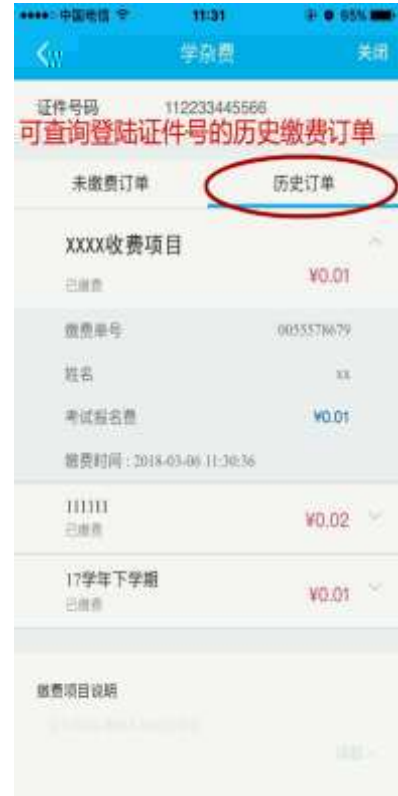 中国电信 11:31 65%
学杂费 关闭
证件号码 112233445566
可查询登陆证件号的历史缴费订单
未缴费订单 历史订单
XXXX收费项目
已缴费 ¥0.01
缴费单号 0055578679
姓名 xx
考试报名费 ¥0.01
缴费时间：2018-03-06 11:30:36
111111
已缴费 ¥0.02
17学年下学期
已缴费 ¥0.01
缴费项目说明